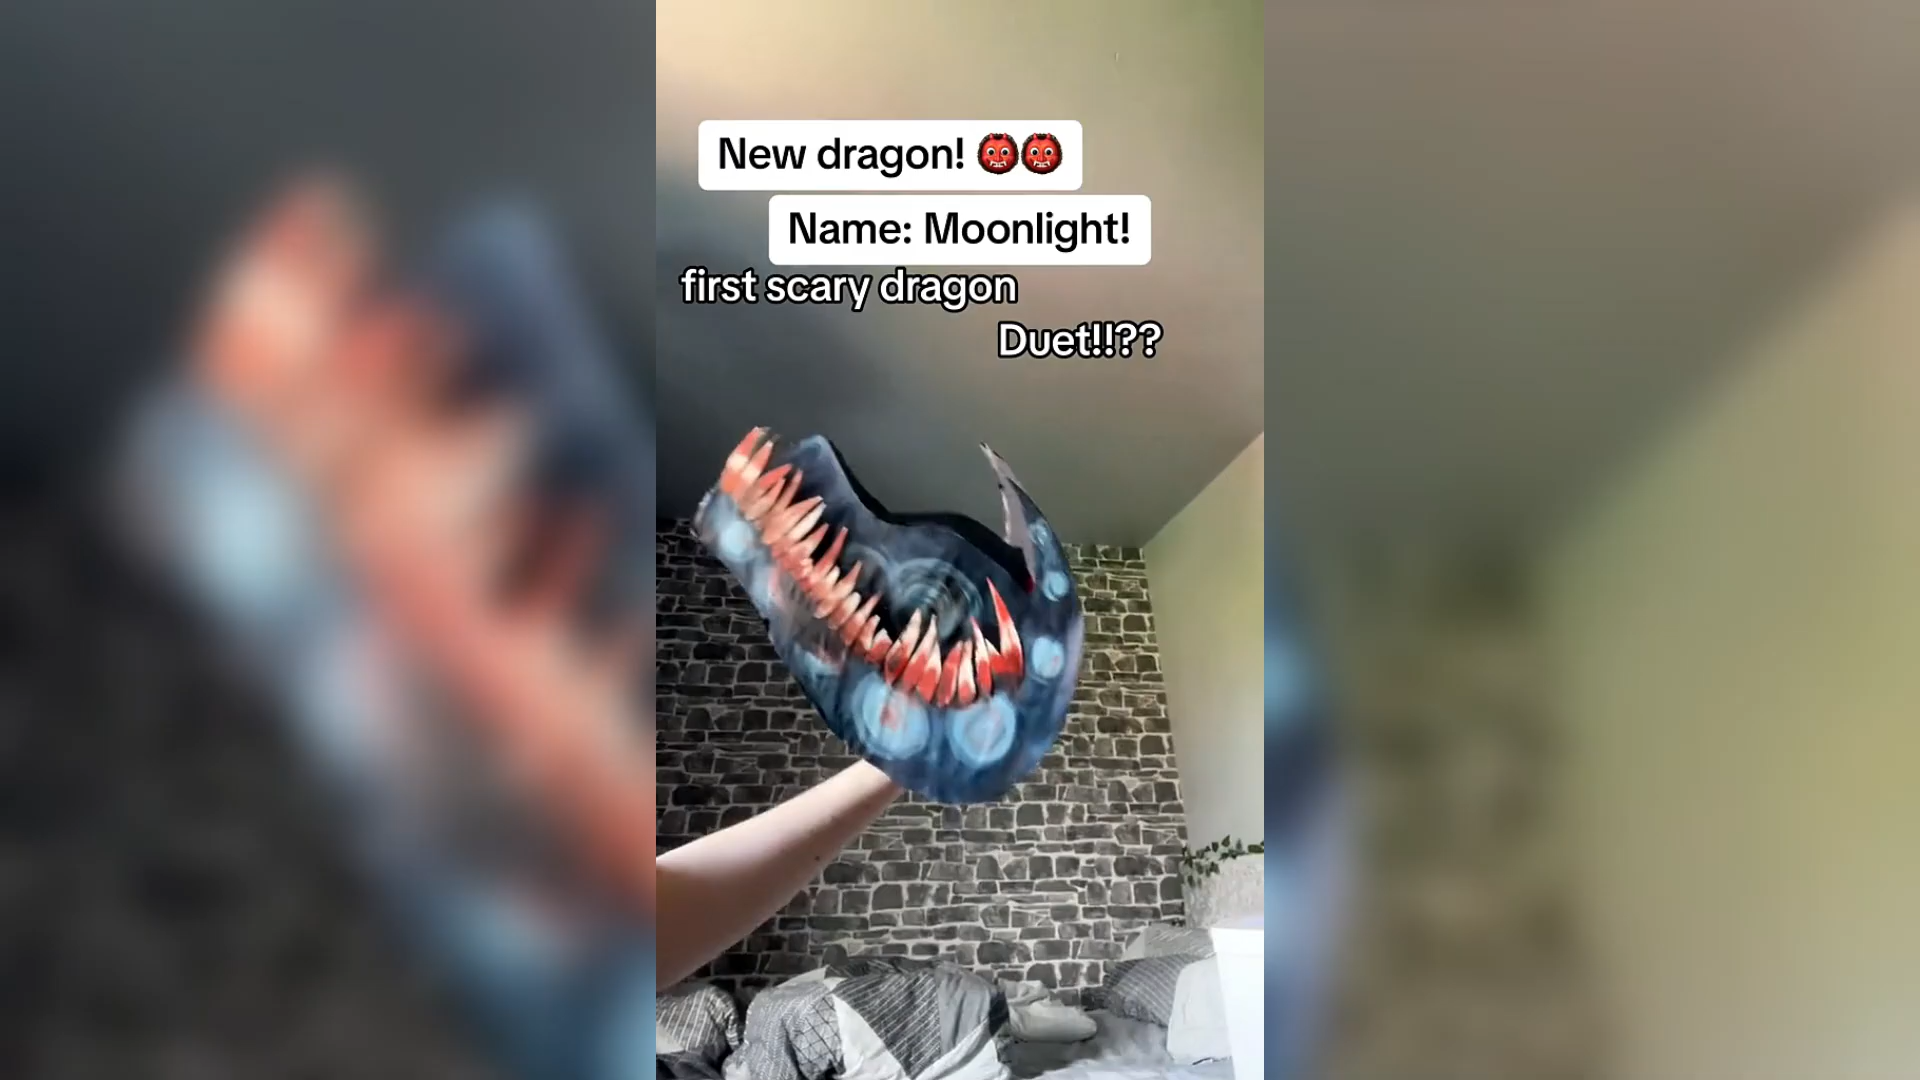 New dragon! 👹👹
Name: Moonlight!
first scary dragon
Duet!!??